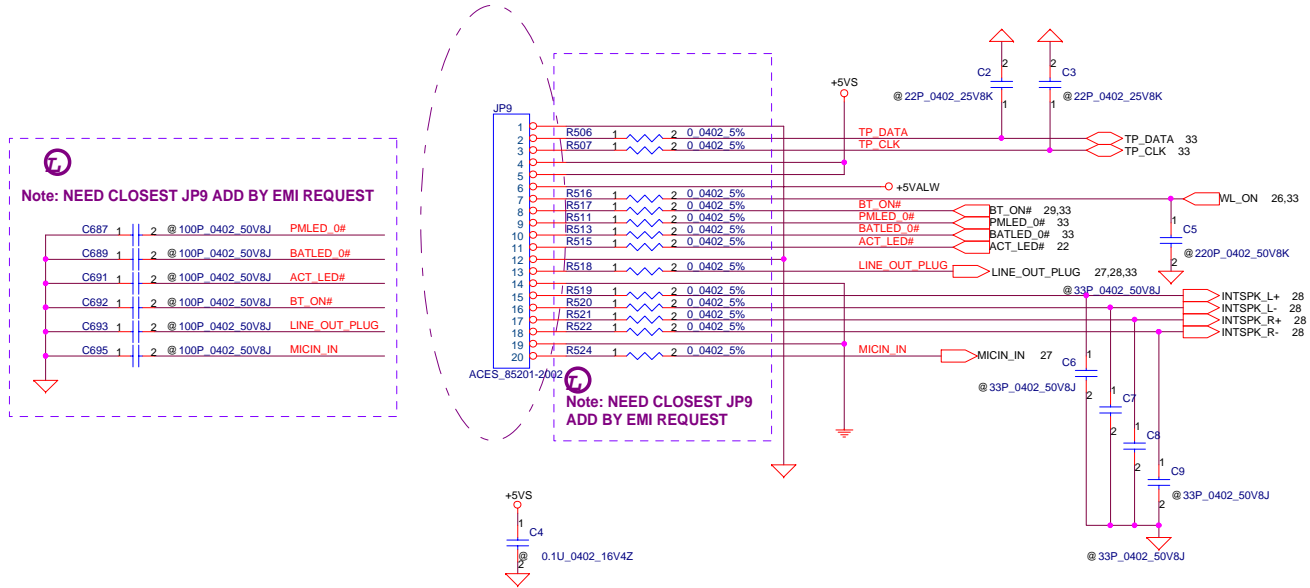 Note: NEED CLOSEST JP9 ADD BY EMI REQUEST
C687 1 2 @100P_0402_50V8J PMLED_0#
C689 1 2 @100P_0402_50V8J BATLED_0#
C691 1 2 @100P_0402_50V8J ACT_LED#
C692 1 2 @100P_0402_50V8J BT_ON#
C693 1 2 @100P_0402_50V8J LINE_OUT_PLUG
C695 1 2 @100P_0402_50V8J MICIN_IN
JP9
1
2
3
4
5
6
7
8
9
10
11
12
13
14
15
16
17
18
19
20
ACES_85201-2002
Note: NEED CLOSEST JP9
ADD BY EMI REQUEST
+5VS
R506 1 2 0_0402_5% TP_DATA
R507 1 2 0_0402_5% TP_CLK
+5VALW
R516 1 2 0_0402_5%
R517 1 2 0_0402_5% BT_ON#
R511 1 2 0_0402_5% PMLED_0#
R513 1 2 0_0402_5% BATLED_0#
R515 1 2 0_0402_5% ACT_LED#
R518 1 2 0_0402_5% LINE_OUT_PLUG
R519 1 2 0_0402_5%
R520 1 2 0_0402_5%
R521 1 2 0_0402_5%
R522 1 2 0_0402_5%
R524 1 2 0_0402_5% MICIN_IN
C2
2
1
@22P_0402_25V8K
C3
2
1
@22P_0402_25V8K
TP_DATA 33
TP_CLK 33
WL_ON 26,33
BT_ON# 29,33
PMLED_0# 33
BATLED_0# 33
ACT_LED# 22
LINE_OUT_PLUG 27,28,33
1
C5
2
@220P_0402_50V8K
@33P_0402_50V8J
INTSPK_L+ 28
INTSPK_L- 28
INTSPK_R+ 28
INTSPK_R- 28
MICIN_IN 27
1
C6
@33P_0402_50V8J
2
1
C7
2
1
C8
2
1
C9
@33P_0402_50V8J
2
@33P_0402_50V8J
+5VS
1
C4
@
0.1U_0402_16V4Z
2